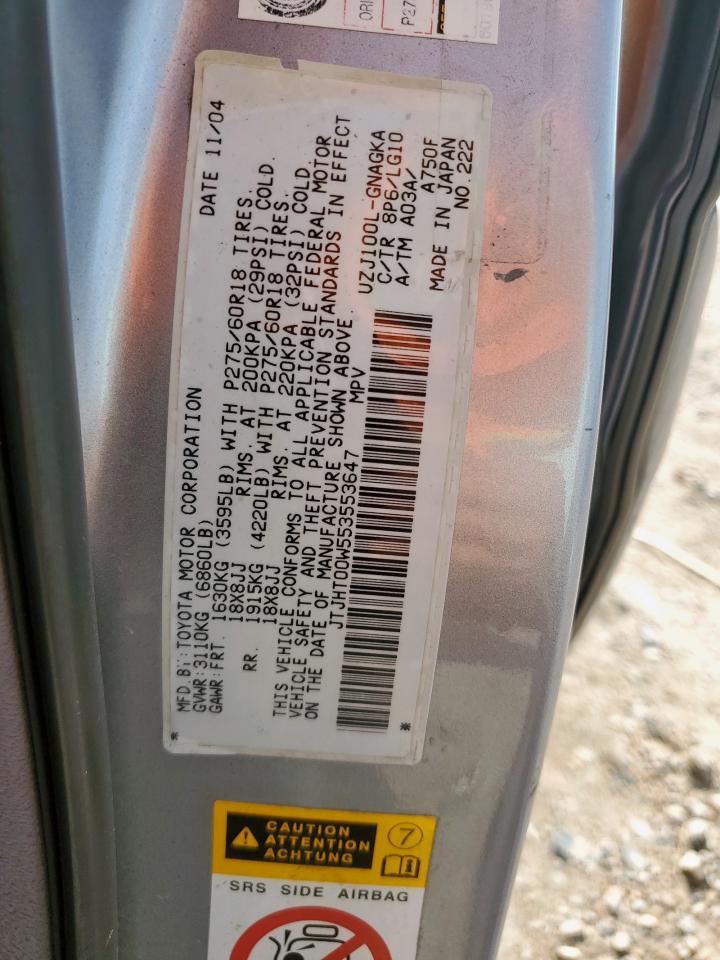 ORI
P27
MFD. BY: TOYOTA MOTOR CORPORATION DATE 11/04
GVWR:3110KG (6860LB)
GAWR:FRT. 1630KG (3595LB) WITH P275/60R18 TIRES.
18X8JJ RIMS. AT 200KPA (29PSI) COLD.
RR. 1915KG (4220LB) WITH P275/60R18 TIRES.
18X8JJ RIMS. AT 220KPA (32PSI) COLD.
THIS VEHICLE CONFORMS TO ALL APPLICABLE FEDERAL MOTOR
VEHICLE SAFETY AND THEFT PREVENTION STANDARDS IN EFFECT
ON THE DATE OF MANUFACTURE SHOWN ABOVE.
JTJHT00W553553647 MPV
UZJ100L-GNAGKA
C/TR 8P6/LG10
A/TM A03A/ A750F
MADE IN JAPAN
NO.222
* *
CAUTION
ATTENTION
ACHTUNG
7
SRS SIDE AIRBAG